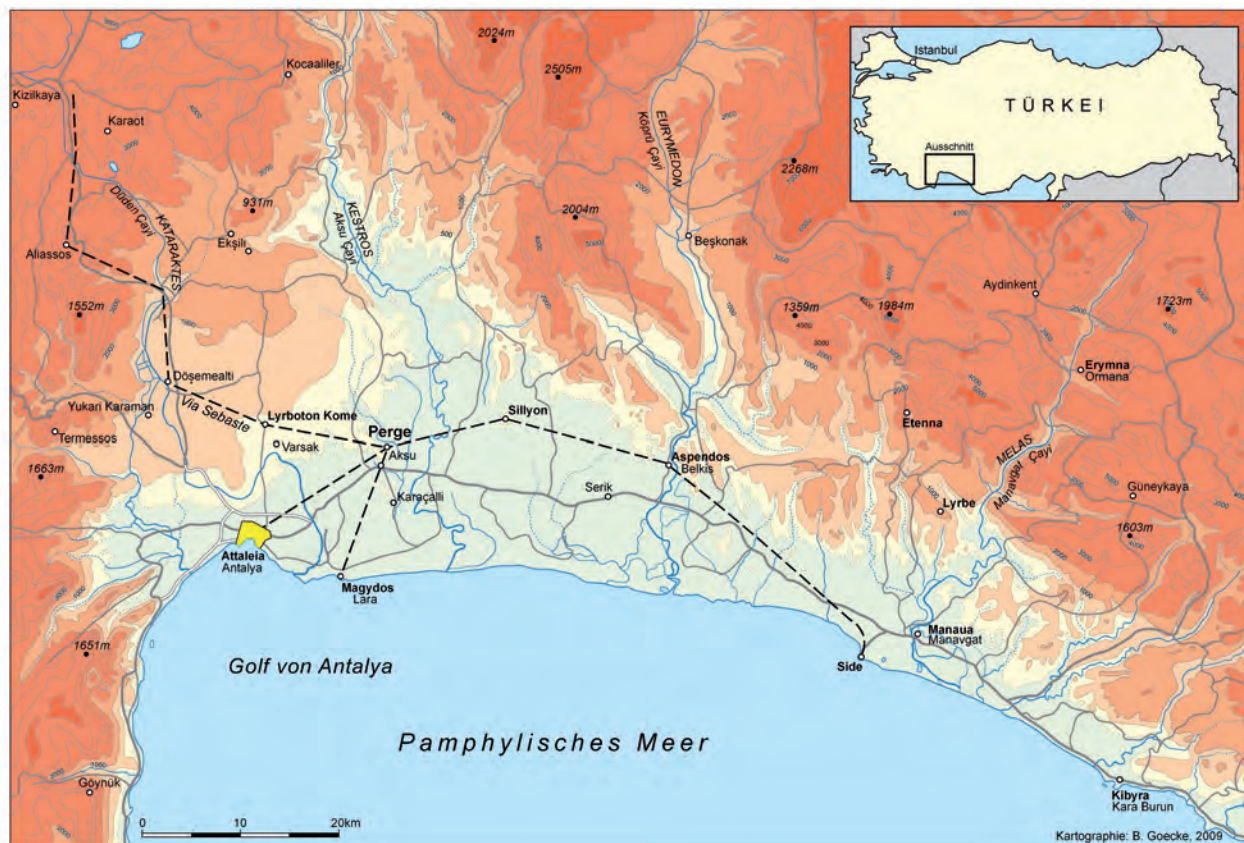 2024m
2505m
Kocaaliler
Kizilkaya
Karaot
Istanbul
TÜRKEI
Ausschnitt
EURYMEDON
Köprü Çayi
2268m
KATARAKTES
Düden Çayi
931m
KESTROS
Aksu Çayi
2004m
Ekşili
Beşkonak
Aliassos
Aydinkent
1552m
1359m
1984m
1723m
Erymna
Ormana
Döşemealti
Yukari Karaman
Via Sebaste
Lyrboton Kome
Sillyon
Etenna
Termessos
Varsak
Perge
Aksu
Aspendos
Belkis
MELAS
Manavgat Çayi
1663m
Karaçalli
Serik
Lyrbe
Güneykaya
1603m
Attaleia
Antalya
Magydos
Lara
1651m
Golf von Antalya
Manaua
Manavgat
Side
Pamphylisches Meer
Göynük
Kibyra
Kara Burun
0 10 20km
Kartographie: B. Goecke, 2009